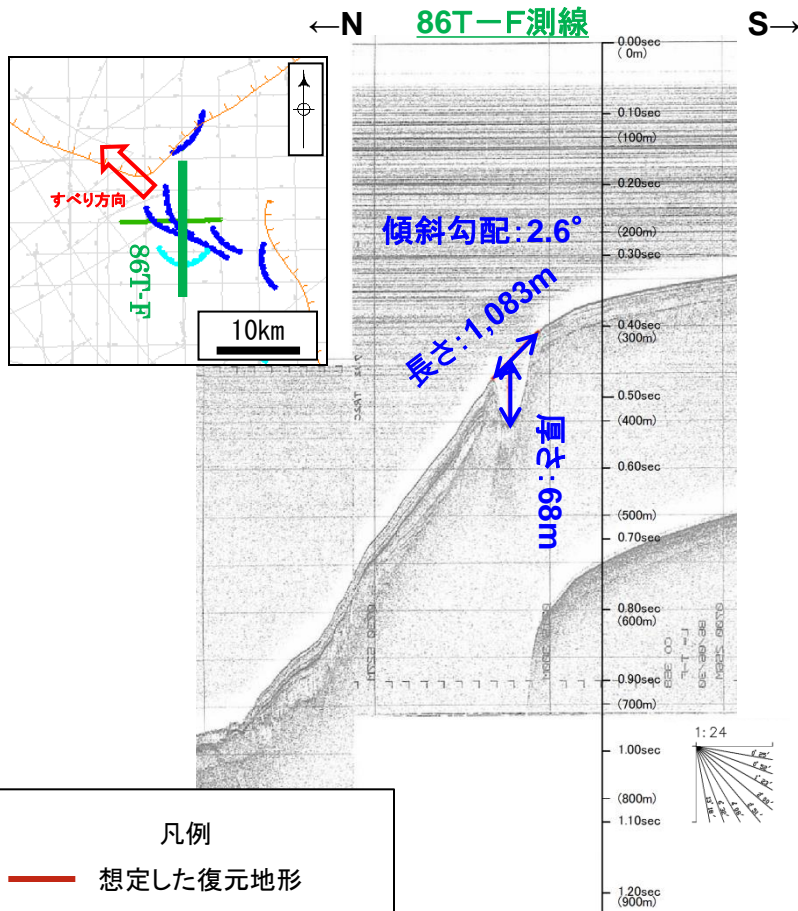 ←N
86T－F測線
S→
すべり方向
86T-F
10km
0.00sec
( 0m)
0.10sec
(100m)
0.20sec
(200m)
0.30sec
0.40sec
(300m)
0.50sec
(400m)
0.60sec
(500m)
0.70sec
0.80sec
(600m)
0.90sec
(700m)
1.00sec
(800m)
1.10sec
1.20sec
(900m)
傾斜勾配：2.6°
長さ：1,083m
厚さ：68m
1:24
凡例
想定した復元地形